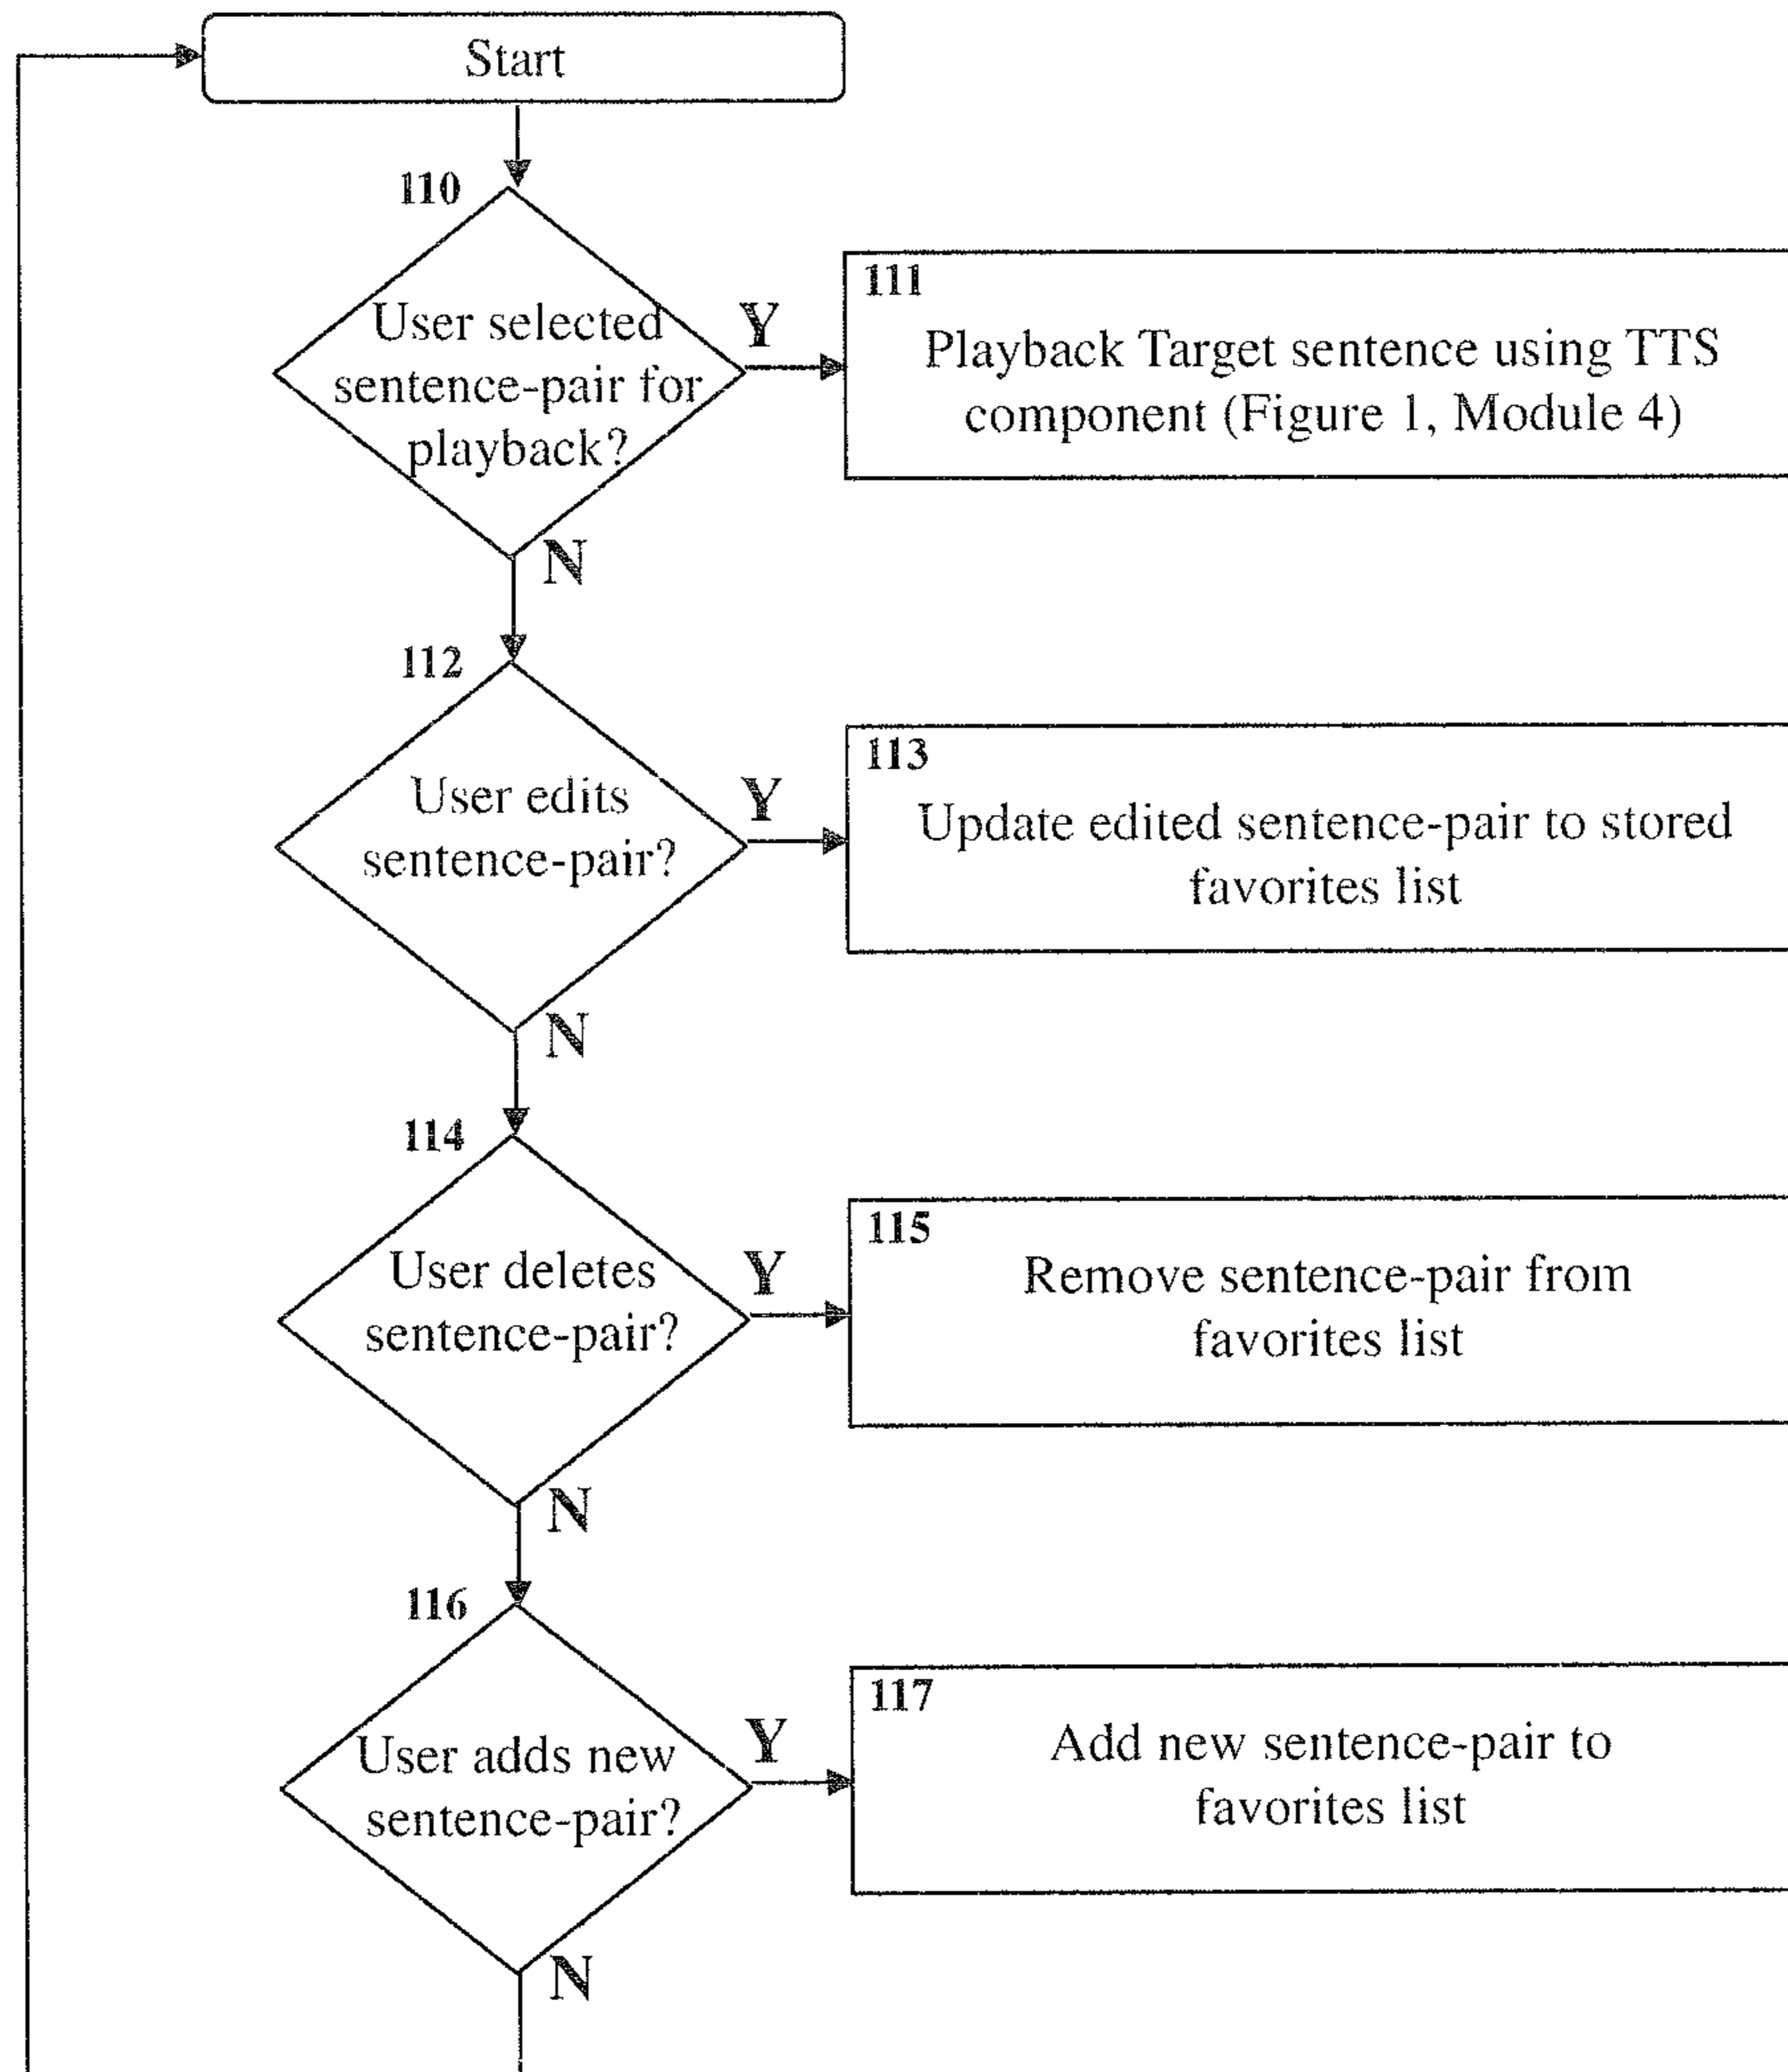 Start
110
User selected
sentence-pair for
playback?
Y
N
111
Playback Target sentence using TTS
component (Figure 1, Module 4)
112
User edits
sentence-pair?
Y
N
113
Update edited sentence-pair to stored
favorites list
114
User deletes
sentence-pair?
Y
N
115
Remove sentence-pair from
favorites list
116
User adds new
sentence-pair?
Y
N
117
Add new sentence-pair to
favorites list